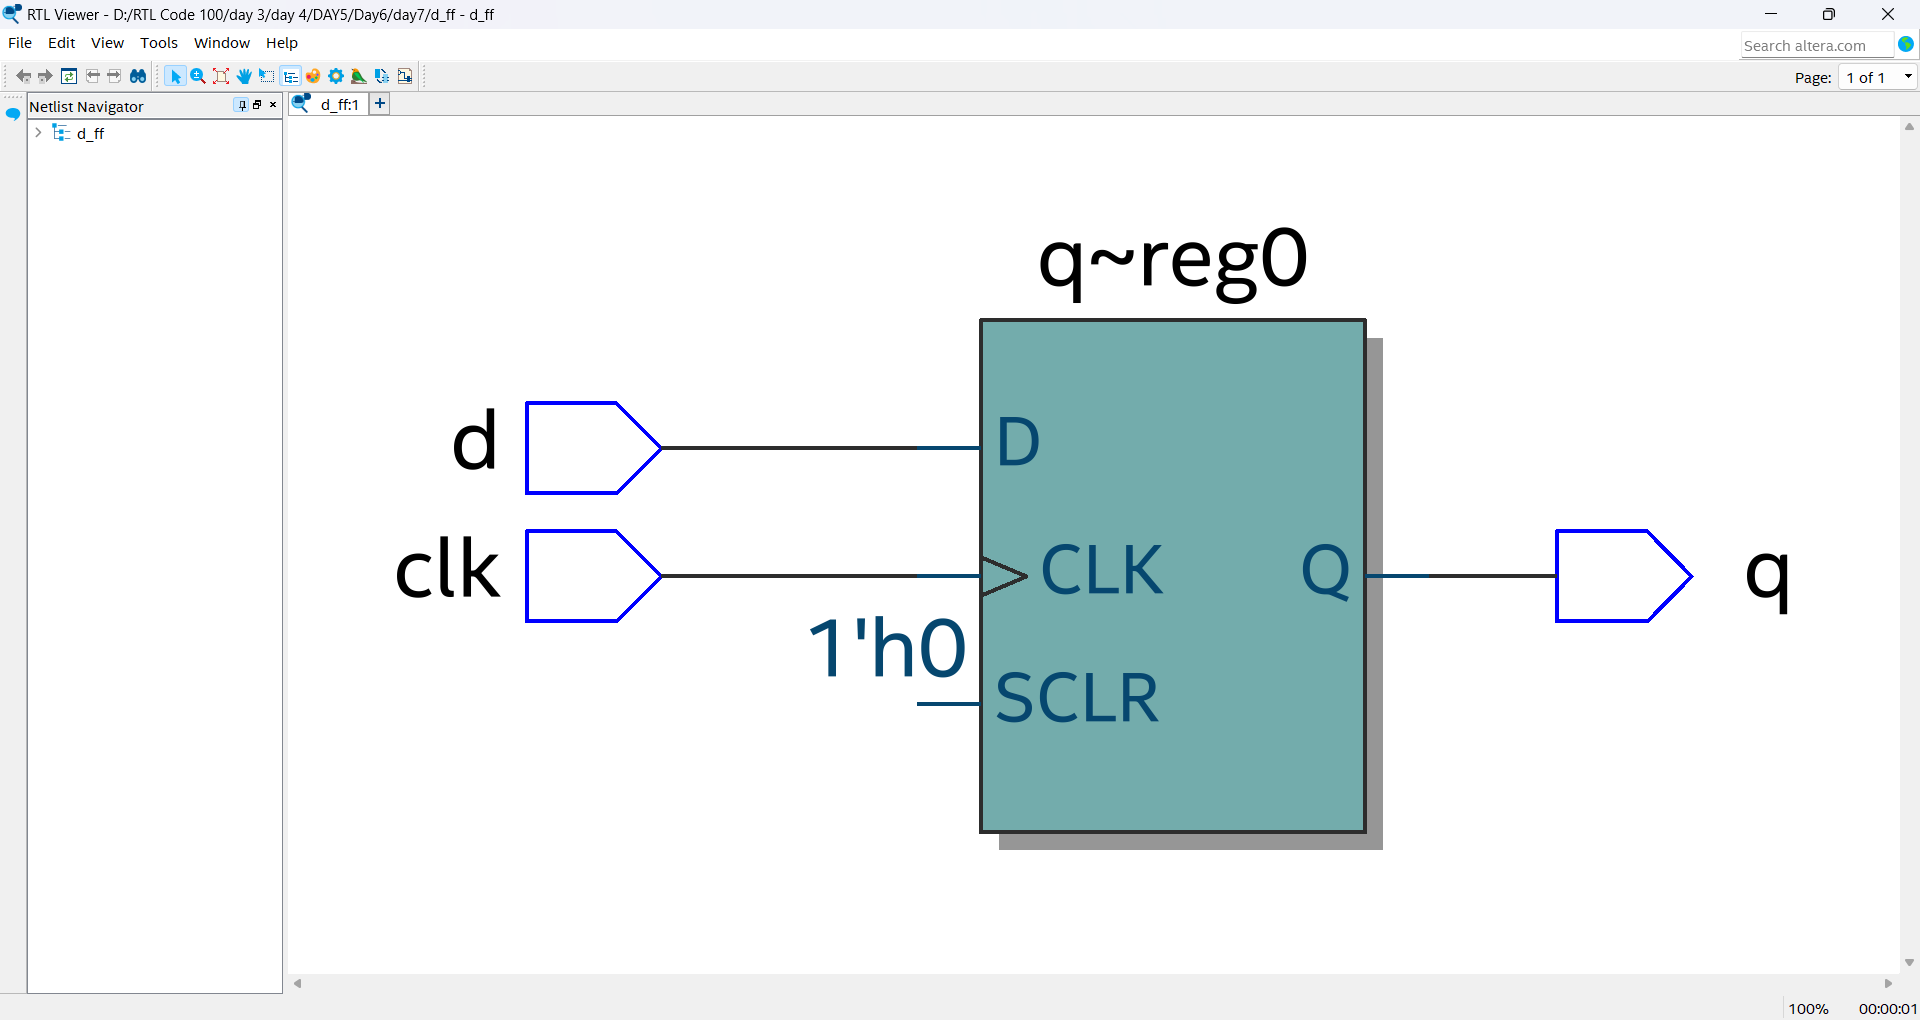 RTL Viewer - D:/RTL Code 100/day 3/day 4/DAY5/Day6/day7/d_ff - d_ff
File Edit View Tools Window Help
Search altera.com
Page: 1 of 1
Netlist Navigator
d_ff:1
d_ff
q~reg0
d
D
clk
CLK
Q
q
1'h0
SCLR
100% 00:00:01